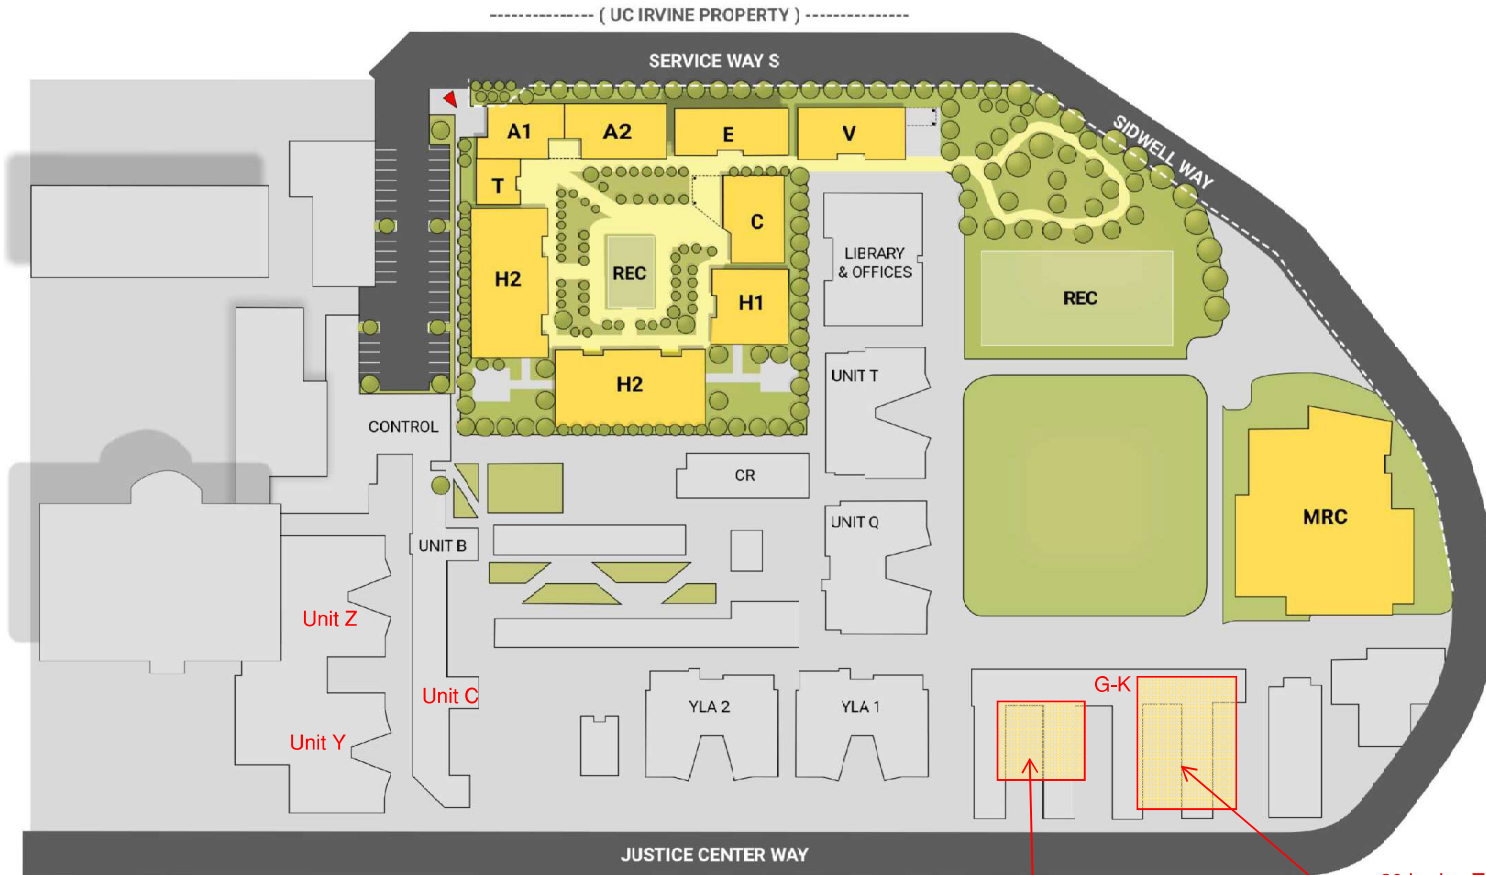 ---------------- ( UC IRVINE PROPERTY ) ----------------
SERVICE WAY S
SIDWELL WAY
A1
A2
E
V
T
C
H2
REC
H1
LIBRARY
& OFFICES
REC
UNIT T
H2
CONTROL
CR
MRC
UNIT Q
UNIT B
Unit Z
Unit C
G-K
YLA 2
YLA 1
Unit Y
JUSTICE CENTER WAY